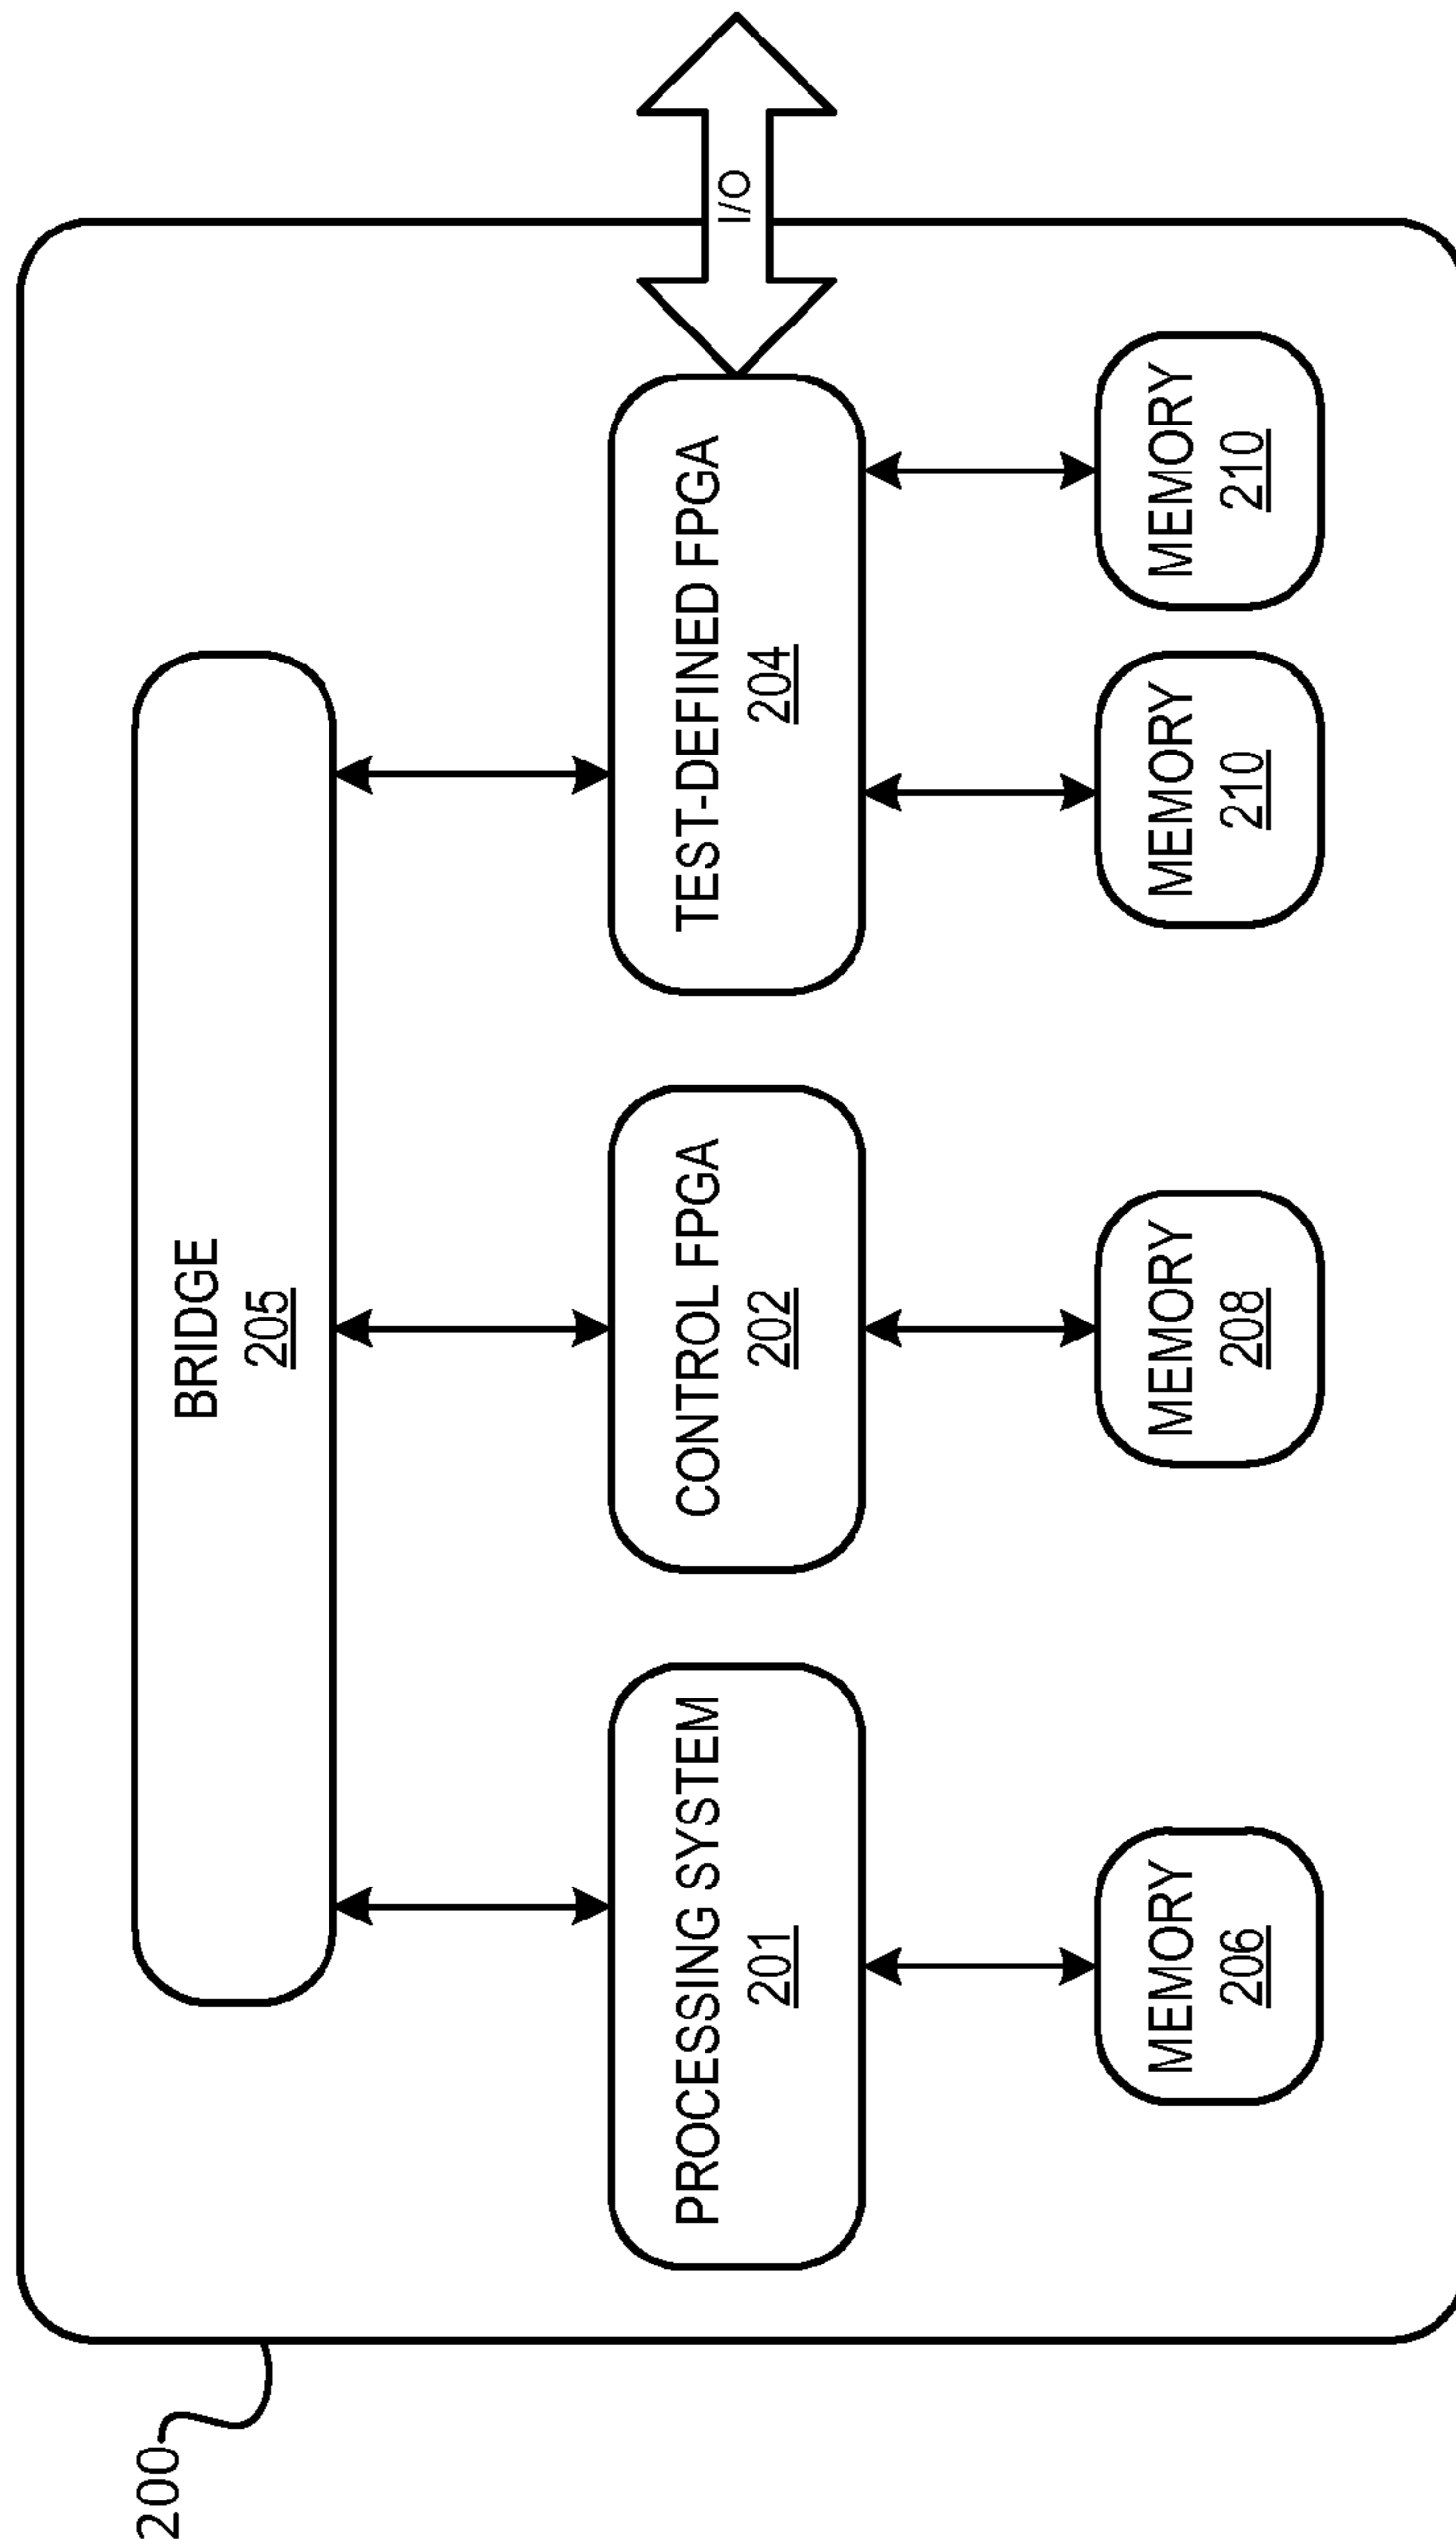 200
BRIDGE
205
PROCESSING SYSTEM
201
CONTROL FPGA
202
TEST-DEFINED FPGA
204
I/O
MEMORY
206
MEMORY
208
MEMORY
210
MEMORY
210